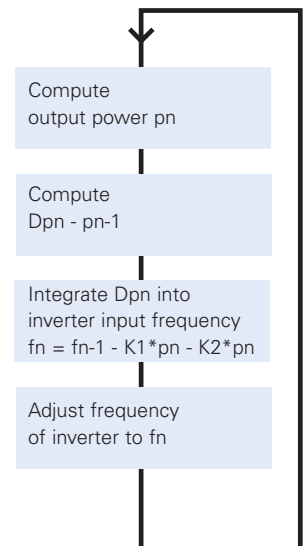 Compute
output power pn
Compute
Dpn - pn-1
Integrate Dpn into
inverter input frequency
fn = fn-1 - K1*pn - K2*pn
Adjust frequency
of inverter to fn